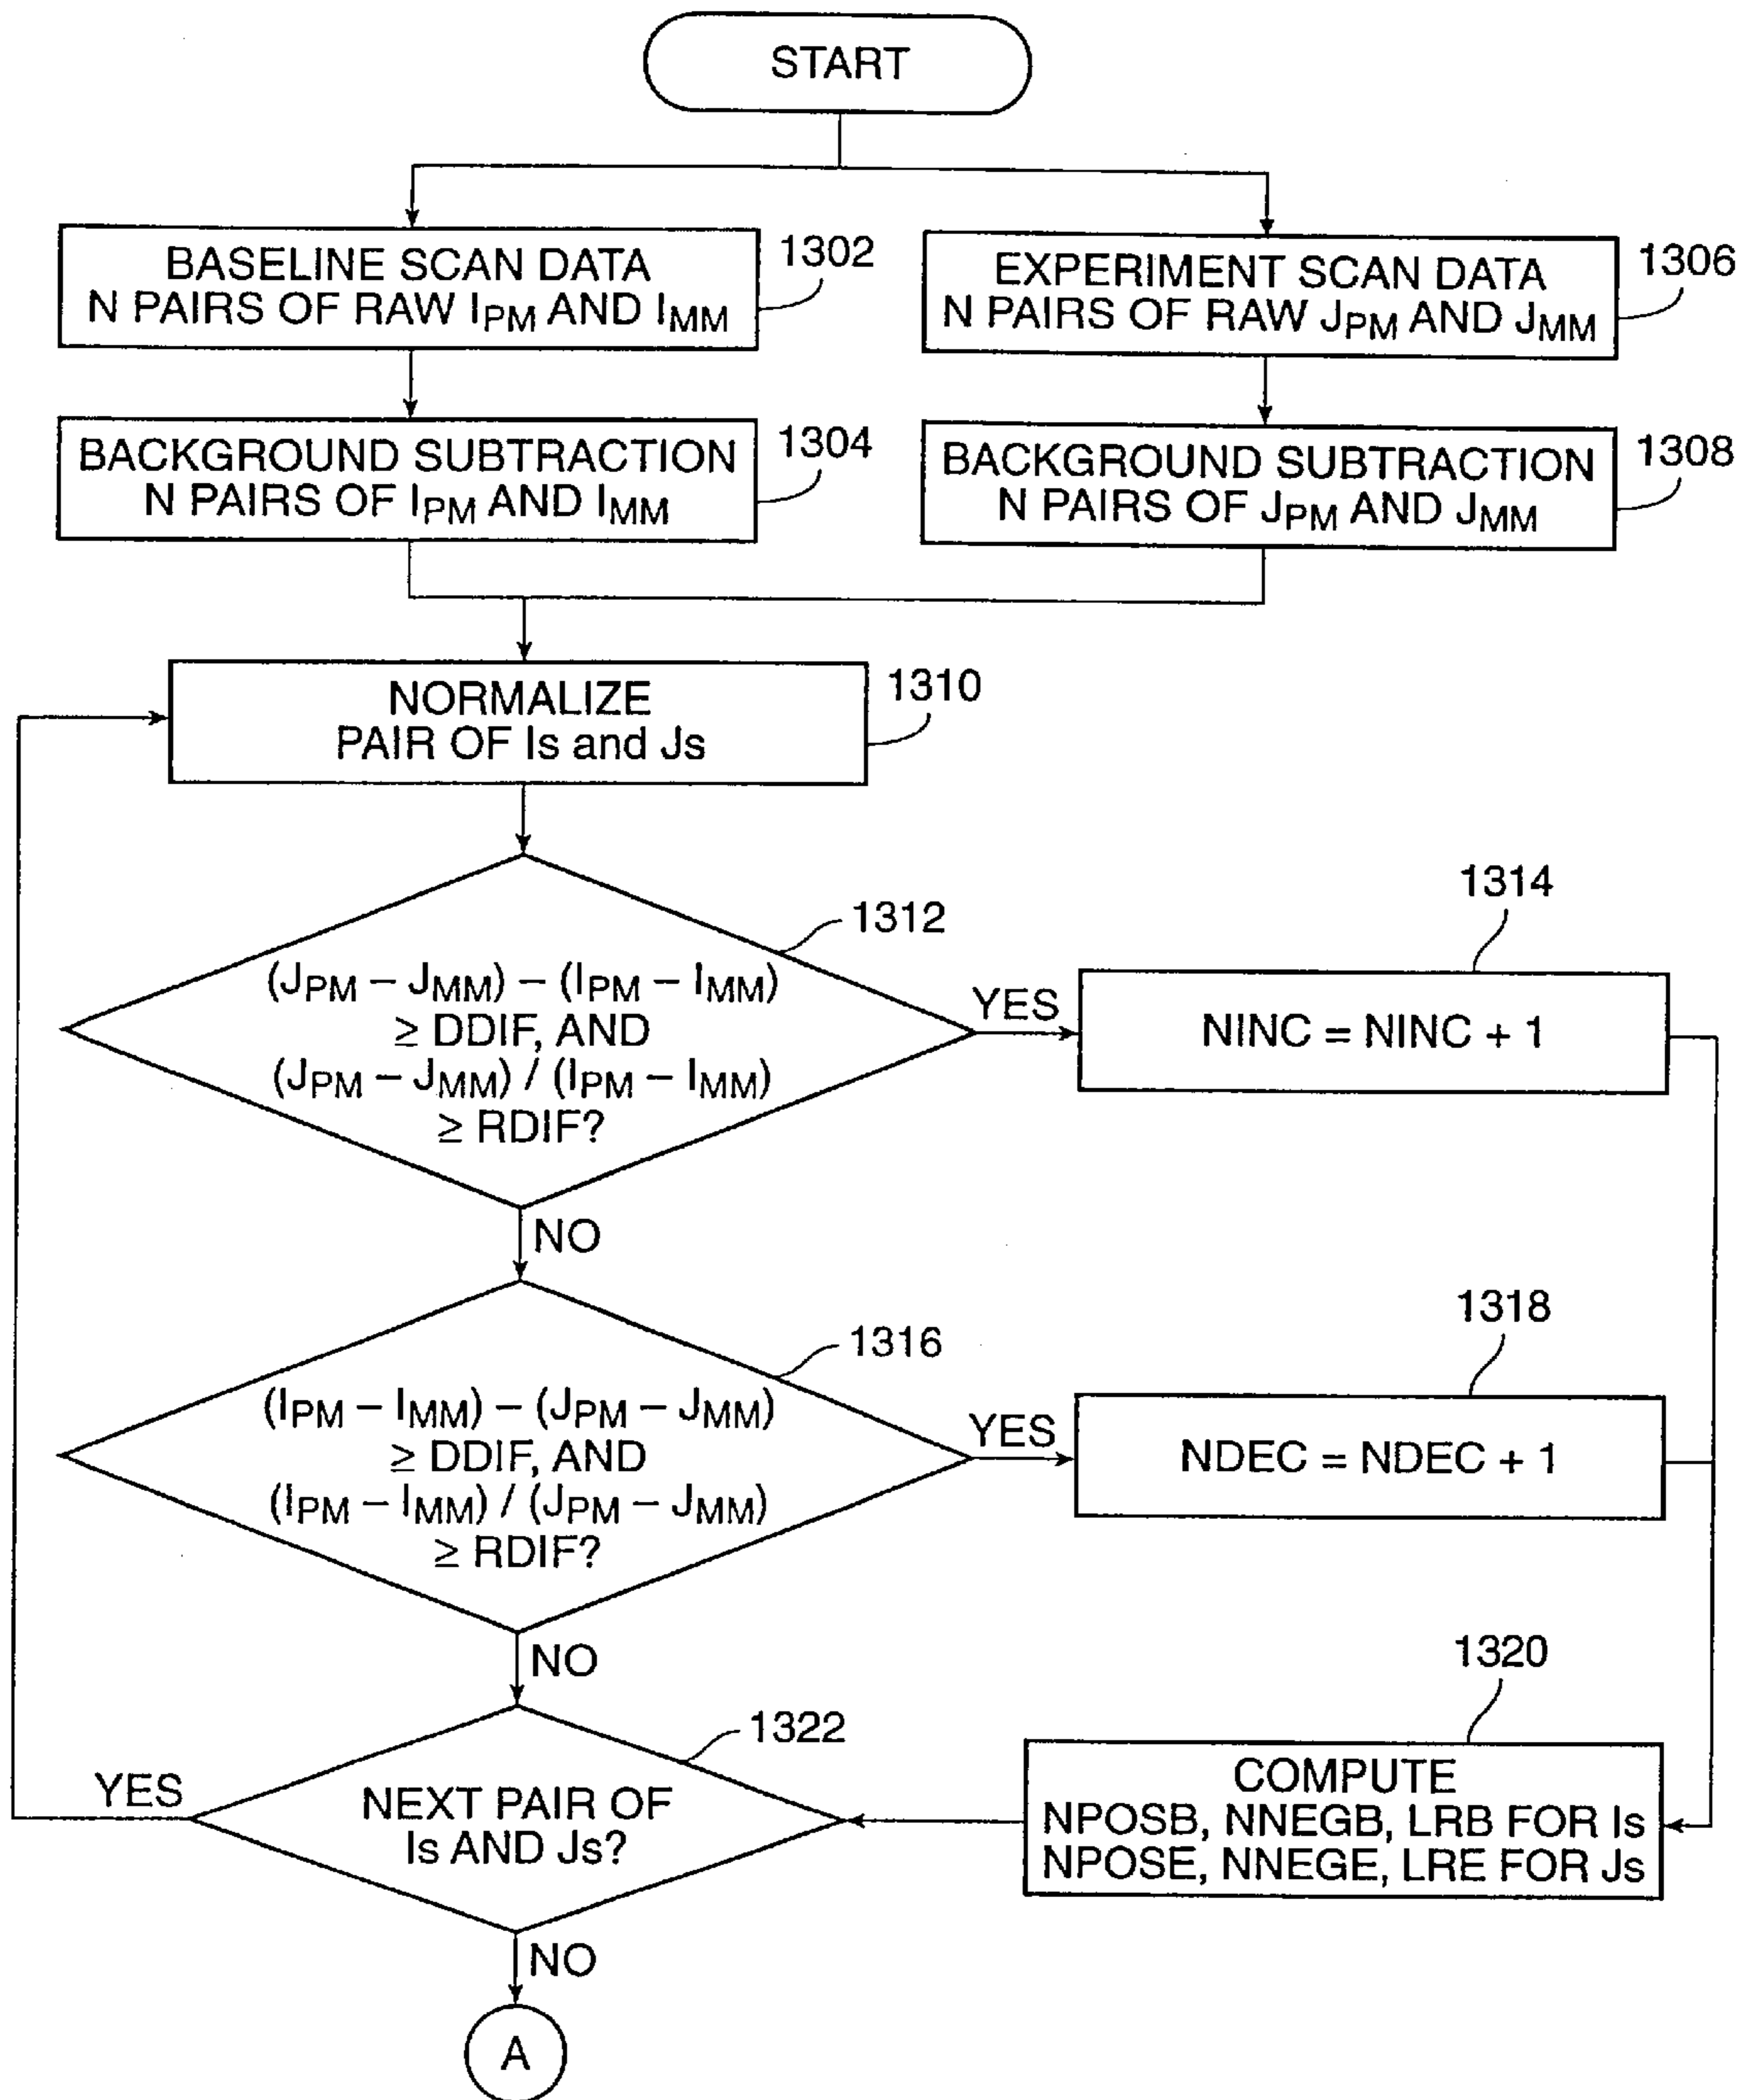 START
BASELINE SCAN DATA
N PAIRS OF RAW IPM AND IMM
1302
EXPERIMENT SCAN DATA
N PAIRS OF RAW JPM AND JMM
1306
BACKGROUND SUBTRACTION
N PAIRS OF IPM AND IMM
1304
BACKGROUND SUBTRACTION
N PAIRS OF JPM AND JMM
1308
NORMALIZE
PAIR OF Is and Js
1310
1312
(JPM – JMM) – (IPM – IMM)
≥ DDIF, AND
(JPM – JMM) / (IPM – IMM)
≥ RDIF?
YES
1314
NINC = NINC + 1
NO
1316
(IPM – IMM) – (JPM – JMM)
≥ DDIF, AND
(IPM – IMM) / (JPM – JMM)
≥ RDIF?
YES
1318
NDEC = NDEC + 1
NO
1322
NEXT PAIR OF
Is AND Js?
YES
1320
COMPUTE
NPOSB, NNEGB, LRB FOR Is
NPOSE, NNEGE, LRE FOR Js
NO
A